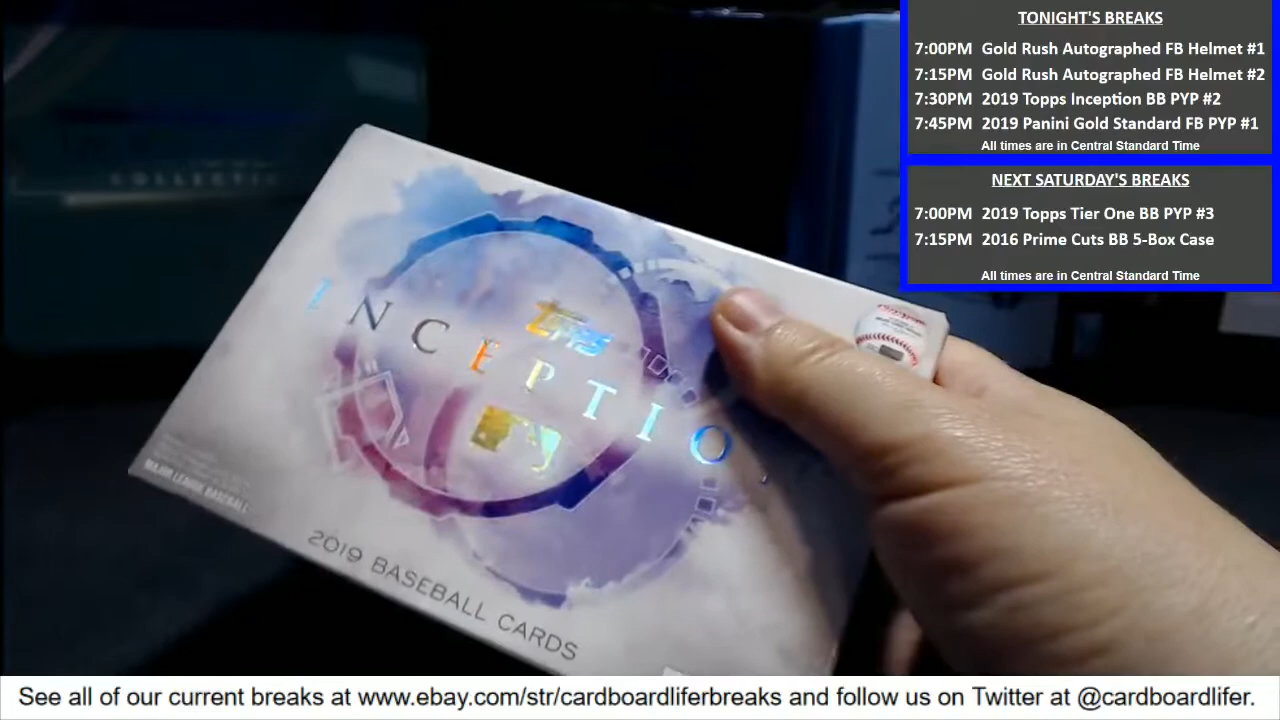 TONIGHT'S BREAKS
7:00PM Gold Rush Autographed FB Helmet #1
7:15PM Gold Rush Autographed FB Helmet #2
7:30PM 2019 Topps Inception BB PYP #2
7:45PM 2019 Panini Gold Standard FB PYP #1
All times are in Central Standard Time
NEXT SATURDAY'S BREAKS
7:00PM 2019 Topps Tier One BB PYP #3
7:15PM 2016 Prime Cuts BB 5-Box Case
All times are in Central Standard Time
COLLECTI
INCEPTIO
MAJOR LEAGUE BASEBALL
2019 BASEBALL CARDS
See all of our current breaks at www.ebay.com/str/cardboardliferbreaks and follow us on Twitter at @cardboardlifer.